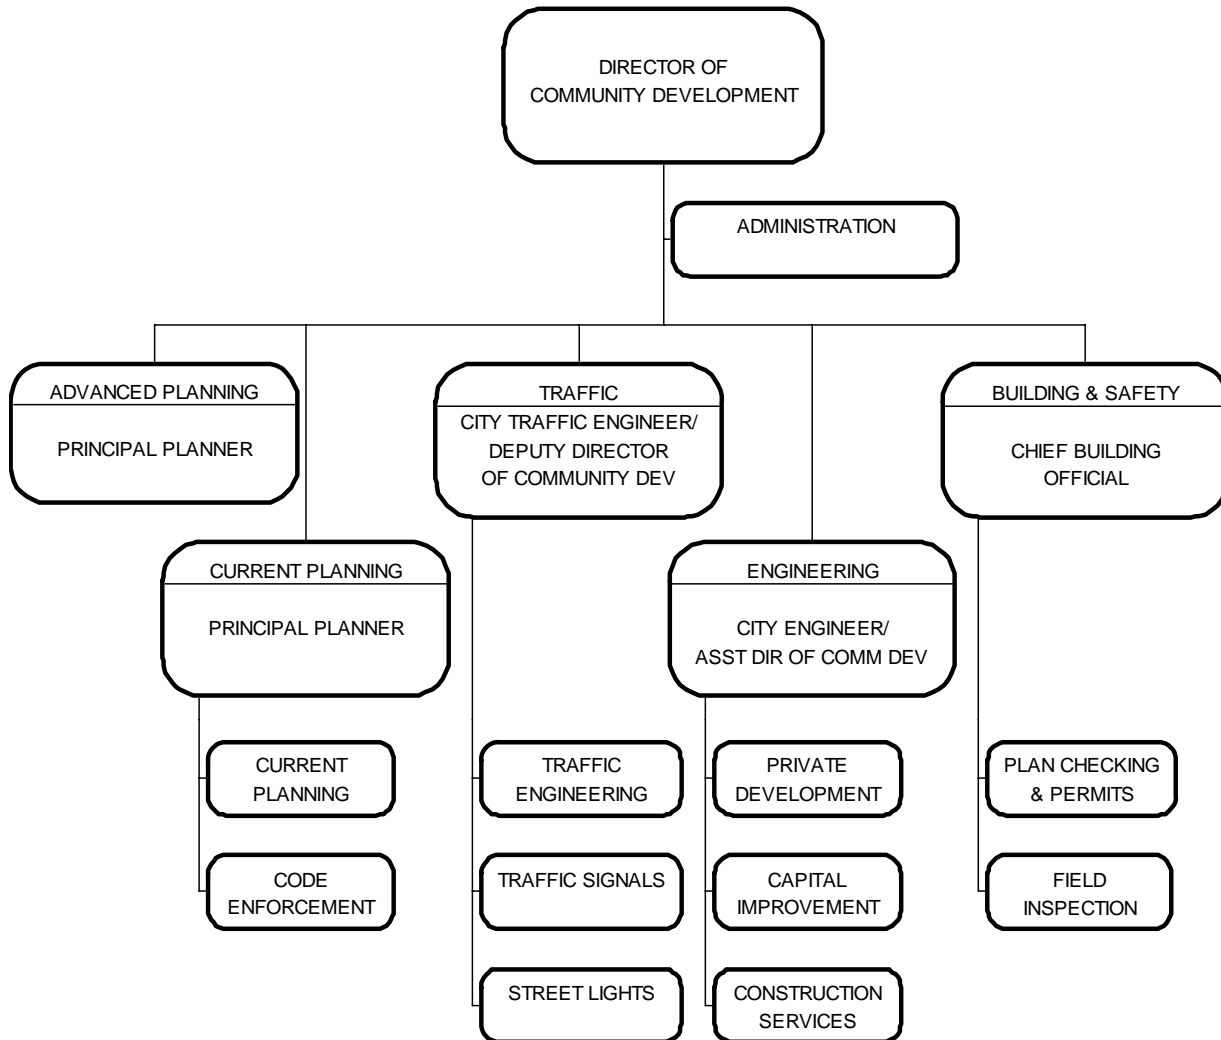 DIRECTOR OF
COMMUNITY DEVELOPMENT
ADMINISTRATION
ADVANCED PLANNING
PRINCIPAL PLANNER
TRAFFIC
CITY TRAFFIC ENGINEER/
DEPUTY DIRECTOR
OF COMMUNITY DEV
BUILDING & SAFETY
CHIEF BUILDING
OFFICIAL
CURRENT PLANNING
PRINCIPAL PLANNER
ENGINEERING
CITY ENGINEER/
ASST DIR OF COMM DEV
CURRENT
PLANNING
CODE
ENFORCEMENT
TRAFFIC
ENGINEERING
TRAFFIC SIGNALS
STREET LIGHTS
PRIVATE
DEVELOPMENT
CAPITAL
IMPROVEMENT
CONSTRUCTION
SERVICES
PLAN CHECKING
& PERMITS
FIELD
INSPECTION